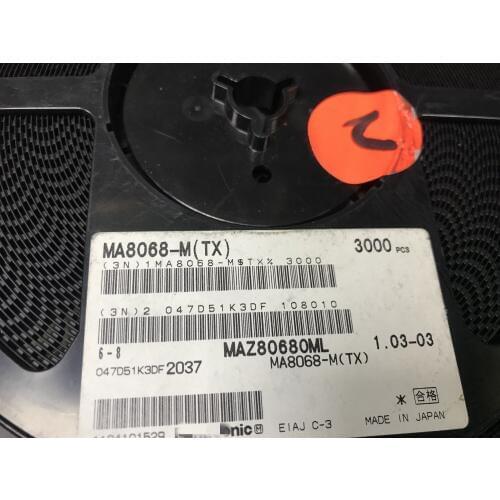 MA8068-M(TX) 3000 PCS
(3N)1MA8068-M$TX% 3000
(3N)2 047D51K3DF 108010
6-8 MAZ80680ML 1.03-03
047D51K3DF 2037 MA8068-M(TX)
* 合格
nic Ⓜ EIAJ C-3 MADE IN JAPAN